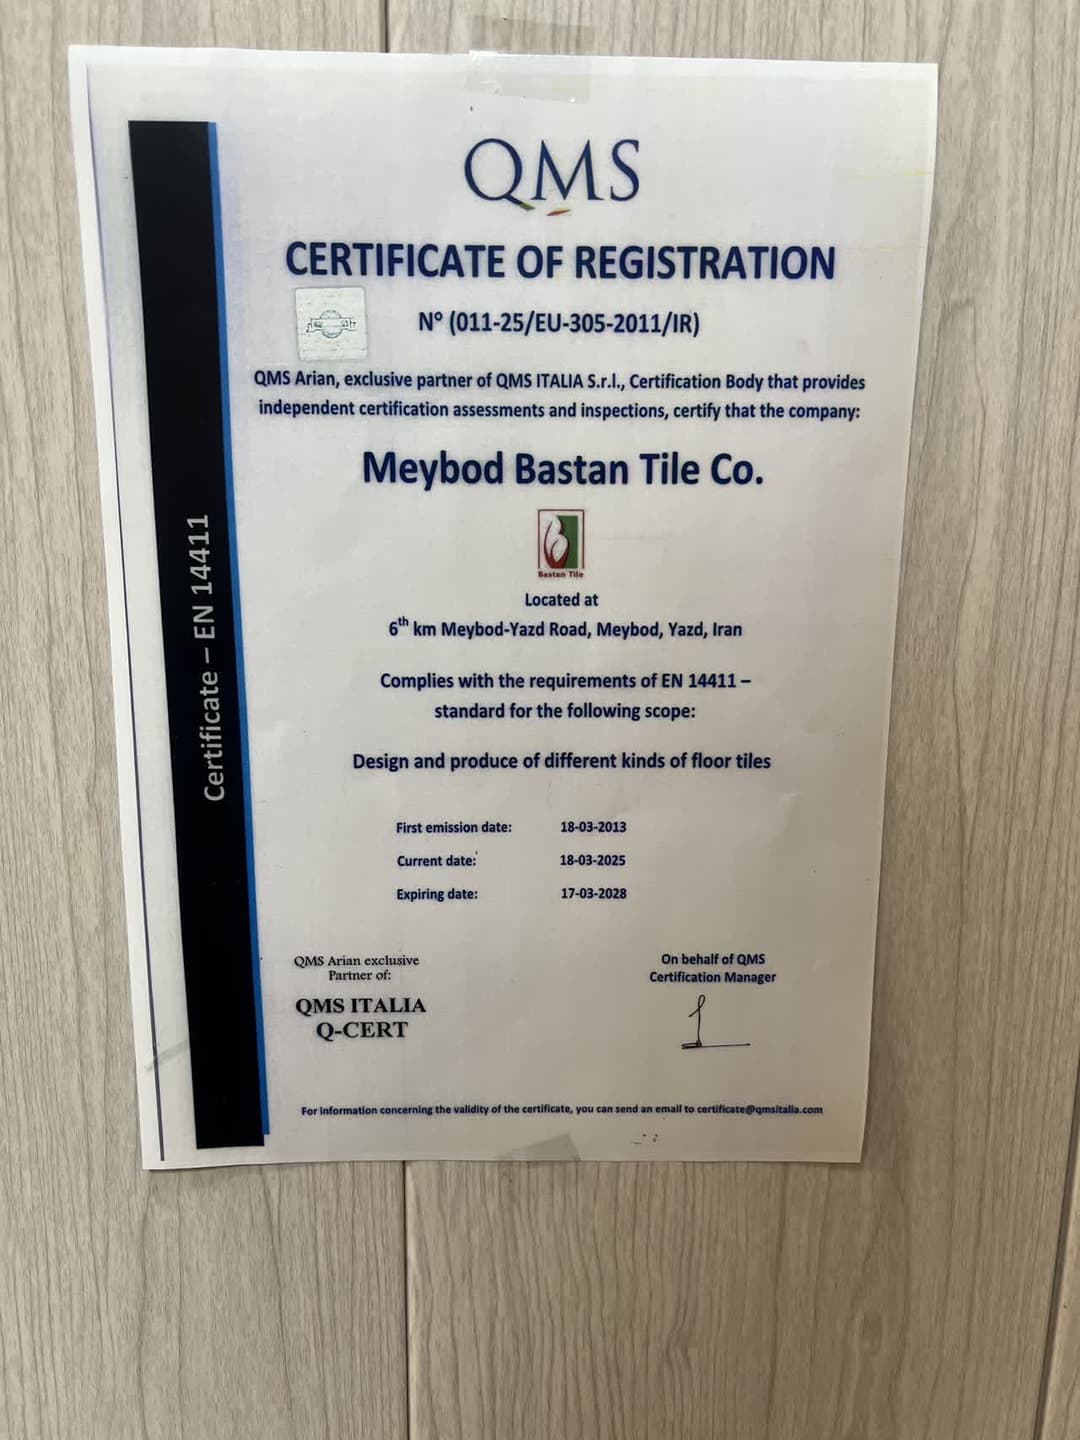 QMS
CERTIFICATE OF REGISTRATION
N° (011-25/EU-305-2011/IR)
QMS Arian, exclusive partner of QMS ITALIA S.r.l., Certification Body that provides
independent certification assessments and inspections, certify that the company:
Meybod Bastan Tile Co.
Bastan Tile
Located at
6th km Meybod-Yazd Road, Meybod, Yazd, Iran
Complies with the requirements of EN 14411 –
standard for the following scope:
Design and produce of different kinds of floor tiles
First emission date: 18-03-2013
Current date: 18-03-2025
Expiring date: 17-03-2028
QMS Arian exclusive
Partner of:
QMS ITALIA
Q-CERT
On behalf of QMS
Certification Manager
For information concerning the validity of the certificate, you can send an email to certificate@qmsitalia.com
Certificate – EN 14411